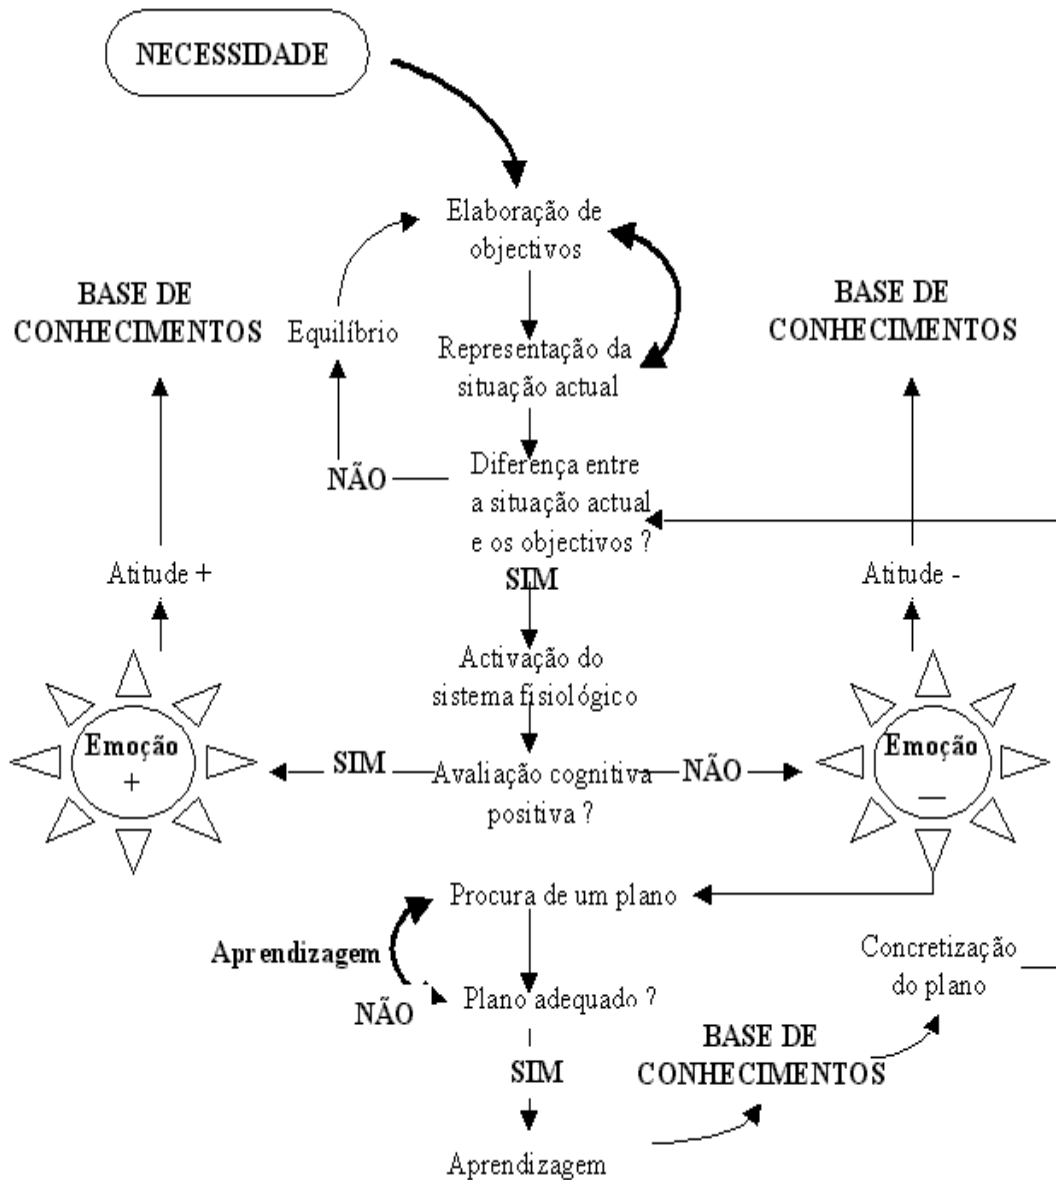 NECESSIDADE
Elaboração de
objectivos
BASE DE
CONHECIMENTOS
Equilíbrio
BASE DE
CONHECIMENTOS
Representação da
situação actual
NÃO
Diferença entre
a situação actual
e os objectivos ?
SIM
Atitude +
Atitude -
Activação do
sistema fisiológico
Emoção
+
SIM
Avaliação cognitiva
positiva ?
NÃO
Emoção
—
Procura de um plano
Aprendizagem
NÃO
Plano adequado ?
Concretização
do plano
SIM
BASE DE
CONHECIMENTOS
Aprendizagem